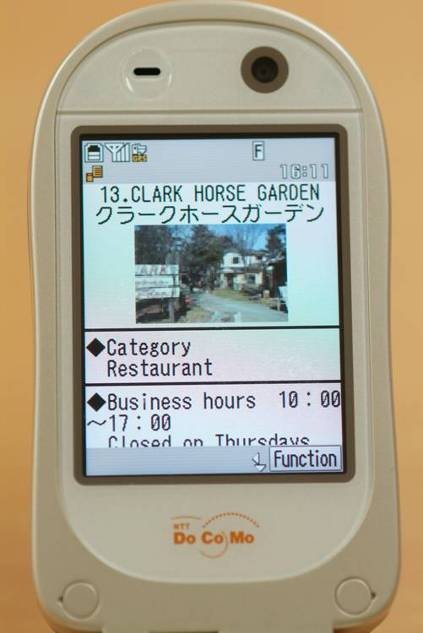 F
16:11
13.CLARK HORSE GARDEN
クラークホースガーデン
CLARK
◆Category
Restaurant
◆Business hours 10：00
～17：00
Closed on Thursdays
Function
NTT
DoCoMo